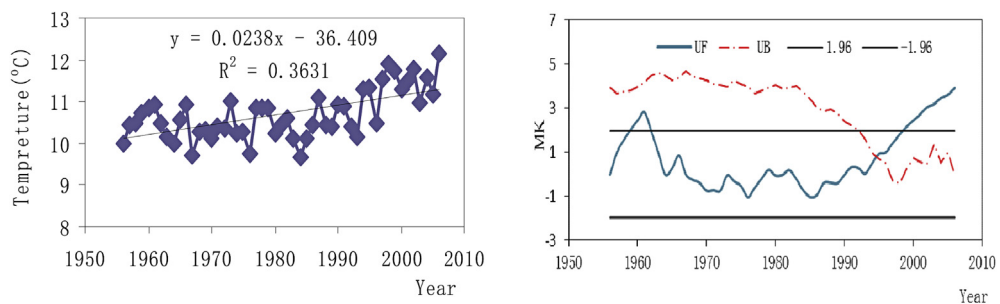 13
12
11
10
9
8
Tempreture(ºC)
y = 0.0238x - 36.409
R² = 0.3631
1950 1960 1970 1980 1990 2000 2010
Year
7
5
3
1
-1
-3
MK
UF UB 1.96 -1.96
1950 1960 1970 1980 1990 2000 2010
Year